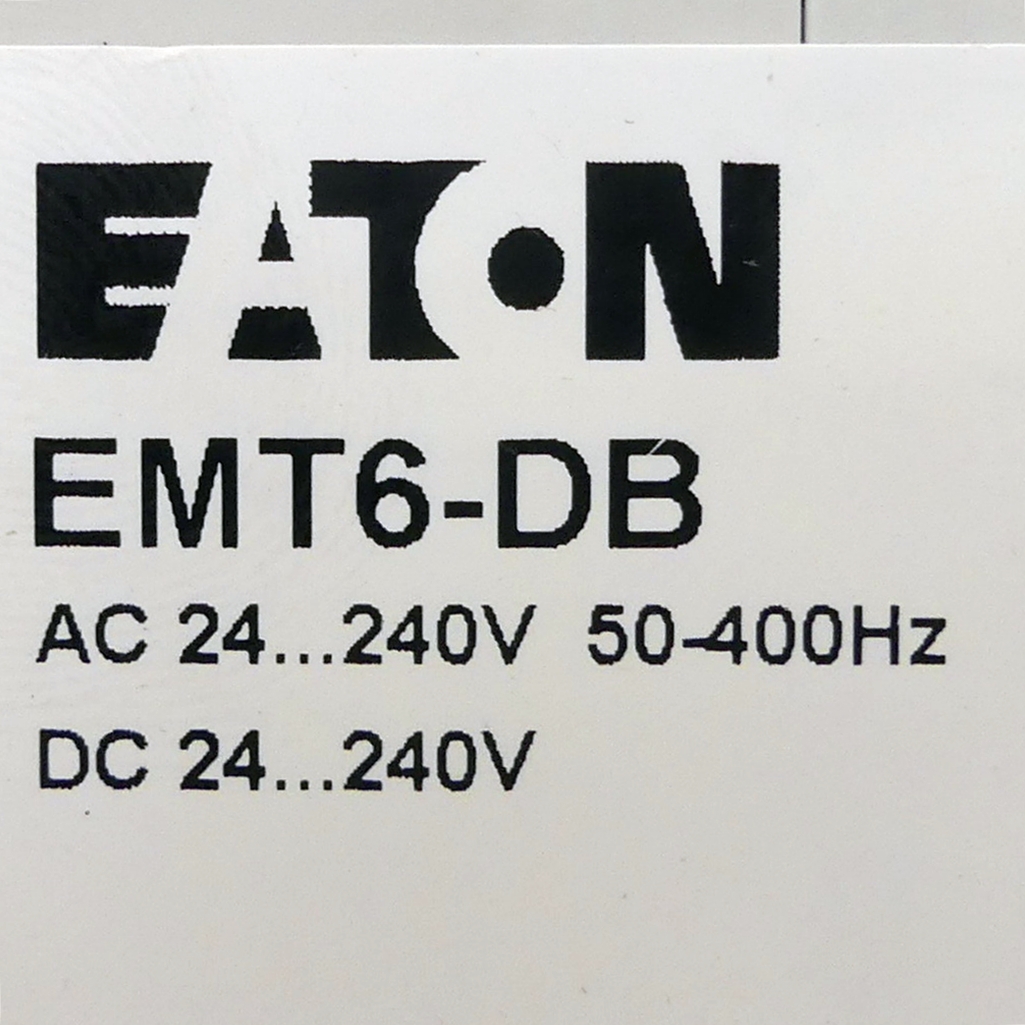 EATON
EMT6-DB
AC 24...240V 50-400Hz
DC 24...240V